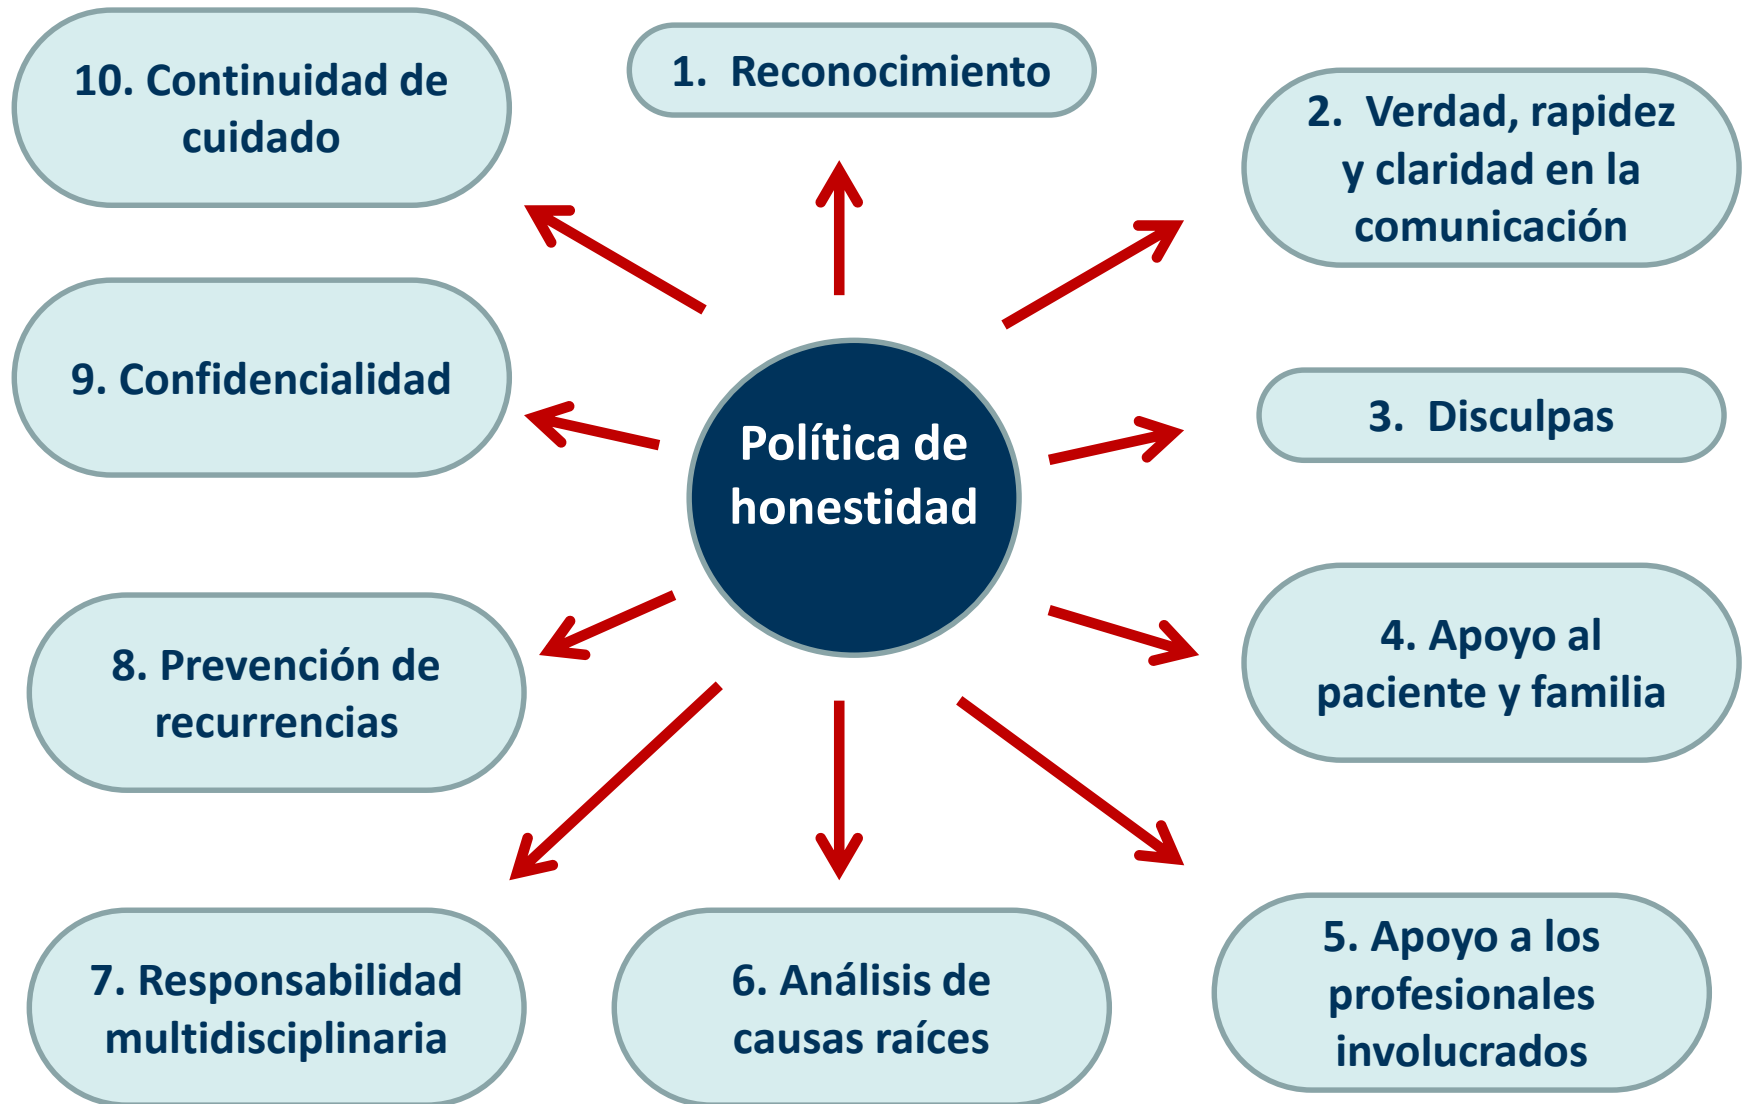 1. Reconocimiento
2. Verdad, rapidez
y claridad en la
comunicación
3. Disculpas
4. Apoyo al
paciente y familia
5. Apoyo a los
profesionales
involucrados
6. Análisis de
causas raíces
7. Responsabilidad
multidisciplinaria
8. Prevención de
recurrencias
9. Confidencialidad
10. Continuidad de
cuidado
Política de
honestidad